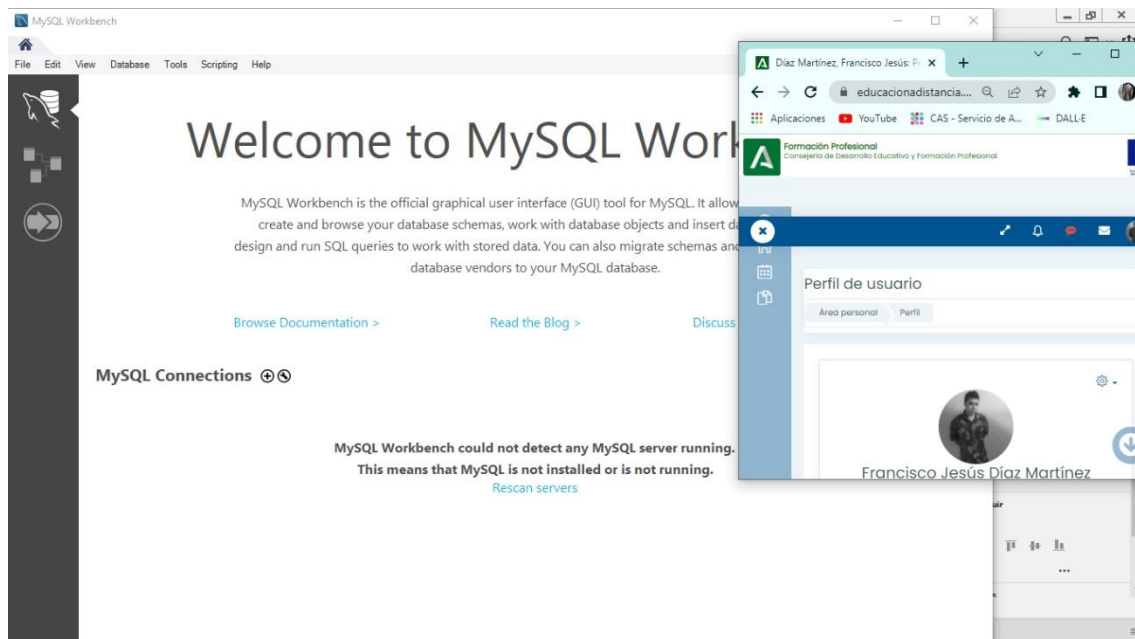 MySQL Workbench
File Edit View Database Tools Scripting Help
Welcome to MySQL Work
MySQL Workbench is the official graphical user interface (GUI) tool for MySQL. It allow
create and browse your database schemas, work with database objects and insert da
design and run SQL queries to work with stored data. You can also migrate schemas and
database vendors to your MySQL database.
Browse Documentation >
Read the Blog >
Discuss
MySQL Connections
MySQL Workbench could not detect any MySQL server running.
This means that MySQL is not installed or is not running.
Rescan servers
Díaz Martínez, Francisco Jesús: Pe
educacionadistancia....
Aplicaciones YouTube CAS - Servicio de A... DALL·E
Formación Profesional
Consejería de Desarrollo Educativo y Formación Profesional
Perfil de usuario
Área personal Perfil
Francisco Jesús Díaz Martínez
uir